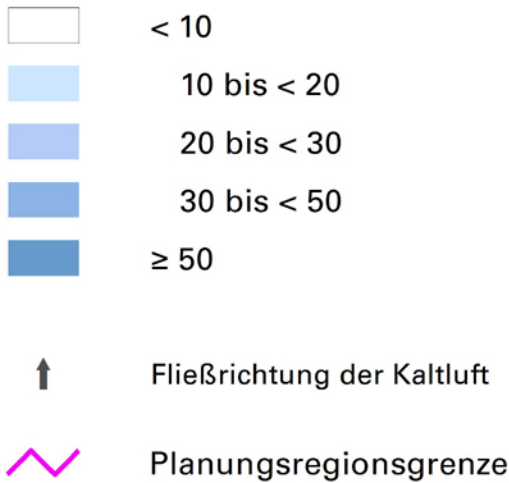 < 10
10 bis < 20
20 bis < 30
30 bis < 50
≥ 50
Fließrichtung der Kaltluft
Planungsregionsgrenze